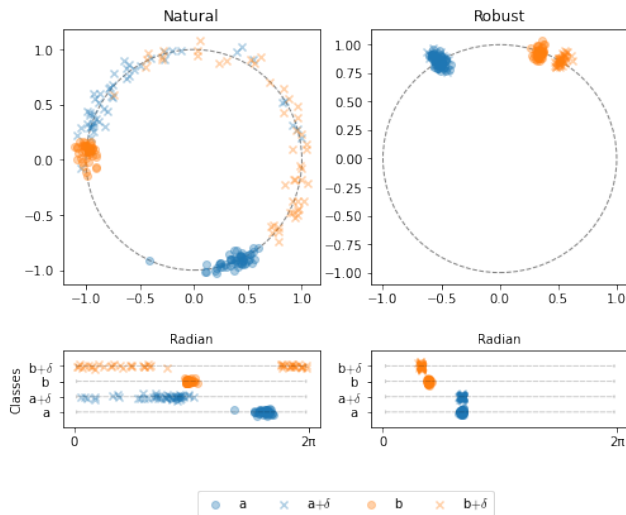 Natural
Robust
1.0
0.5
0.0
−0.5
−1.0
−1.0
−0.5
0.0
0.5
1.0
1.00
0.75
0.50
0.25
0.00
−0.25
−0.50
−0.75
−1.00
−1.0
−0.5
0.0
0.5
1.0
Radian
Radian
Classes
b+δ
b
a+δ
a
0
2π
b+δ
b
a+δ
a
0
2π
a
a+δ
b
b+δ